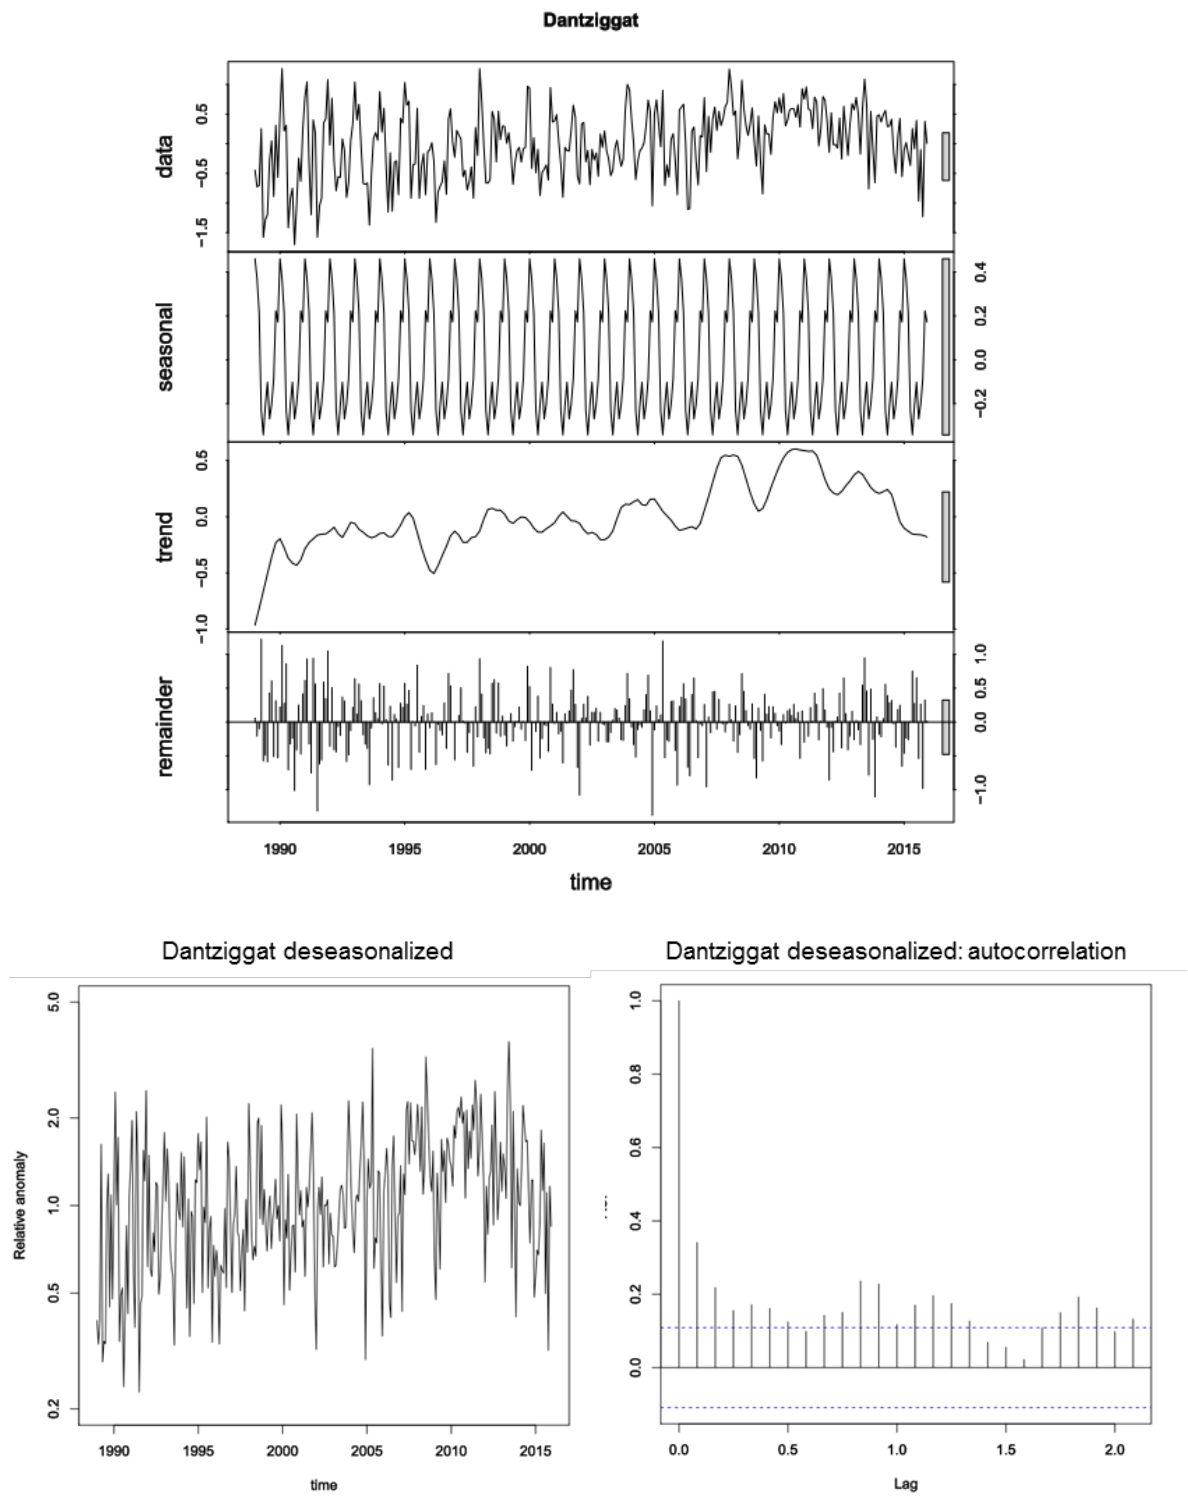 Dantziggat
data
−1.5 −0.5 0.5
seasonal
−0.2 0.0 0.2 0.4
trend
−1.0 −0.5 0.0 0.5
remainder
−1.0 0.0 0.5 1.0
1990 1995 2000 2005 2010 2015
time
Dantziggat deseasonalized
Relative anomaly
0.2 0.5 1.0 2.0 5.0
1990 1995 2000 2005 2010 2015
time
Dantziggat deseasonalized: autocorrelation
0.0 0.2 0.4 0.6 0.8 1.0
0.0 0.5 1.0 1.5 2.0
Lag